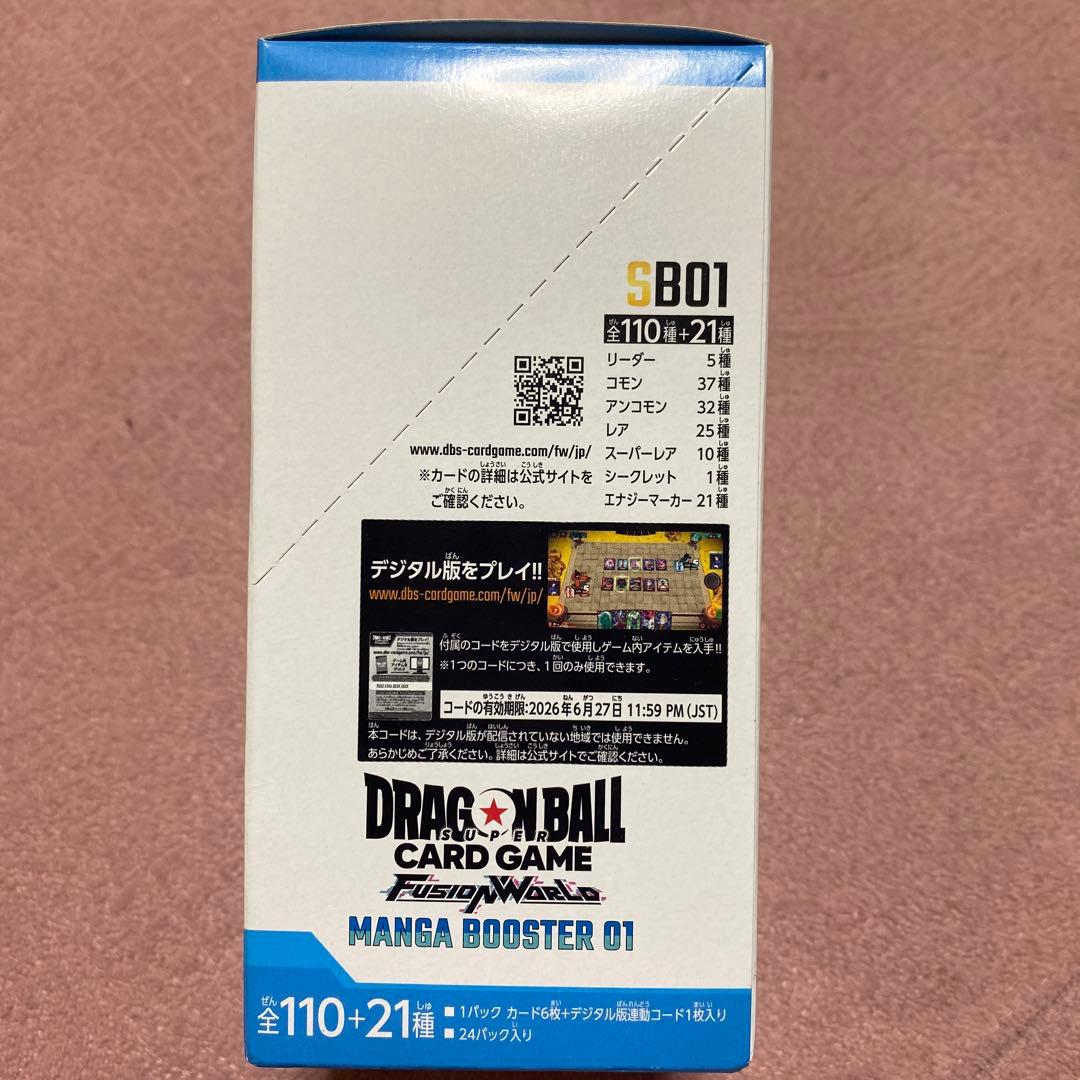 SB01
全110種+21種
リーダー 5種
コモン 37種
アンコモン 32種
レア 25種
スーパーレア 10種
シークレット 1種
エナジーマーカー 21種
www.dbs-cardgame.com/fw/jp/
※カードの詳細は公式サイトを
ご確認ください。
デジタル版をプレイ!!
www.dbs-cardgame.com/fw/jp/
付属のコードをデジタル版で使用しゲーム内アイテムを入手!!
※1つのコードにつき、1回のみ使用できます。
コードの有効期限:2026年6月27日 11:59 PM (JST)
本コードは、デジタル版が配信されていない地域では使用できません。
あらかじめご了承ください。詳細は公式サイトでご確認ください。
DRAGON BALL
SUPER
CARD GAME
FUSION WORLD
MANGA BOOSTER 01
全110+21種
■ 1パック カード6枚+デジタル版連動コード1枚入り
■ 24パック入り